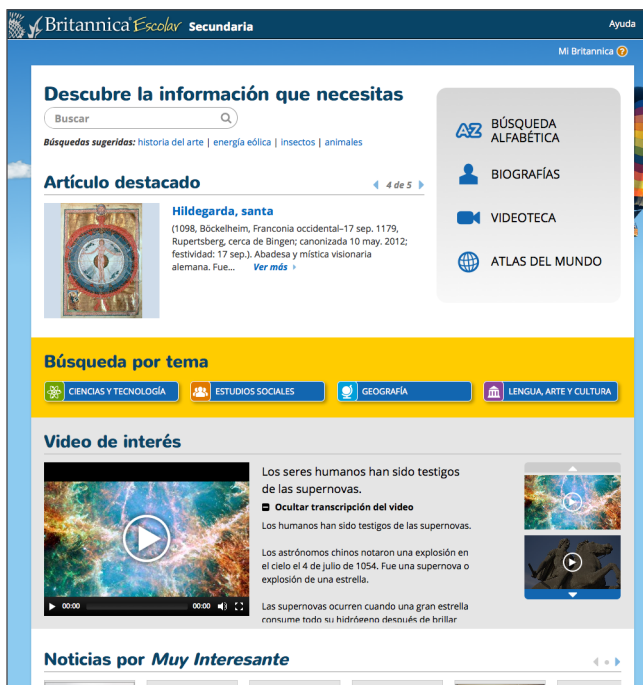 Britannica® Escolar Secundaria
Ayuda
Mi Britannica ?
Descubre la información que necesitas
Buscar
Búsquedas sugeridas: historia del arte | energía eólica | insectos | animales
AZ BÚSQUEDA
ALFABÉTICA
BIOGRAFÍAS
VIDEOTECA
ATLAS DEL MUNDO
Artículo destacado
4 de 5
Hildegarda, santa
(1098, Böckelheim, Franconia occidental–17 sep. 1179,
Rupertsberg, cerca de Bingen; canonizada 10 may. 2012;
festividad: 17 sep.). Abadesa y mística visionaria
alemana. Fue... Ver más
Búsqueda por tema
CIENCIAS Y TECNOLOGÍA
ESTUDIOS SOCIALES
GEOGRAFÍA
LENGUA, ARTE Y CULTURA
Video de interés
00:00 00:00
Los seres humanos han sido testigos
de las supernovas.
Ocultar transcripción del video
Los humanos han sido testigos de las supernovas.
Los astrónomos chinos notaron una explosión en
el cielo el 4 de julio de 1054. Fue una supernova o
explosión de una estrella.
Las supernovas ocurren cuando una gran estrella
consume todo su hidrógeno después de brillar
Noticias por Muy Interesante